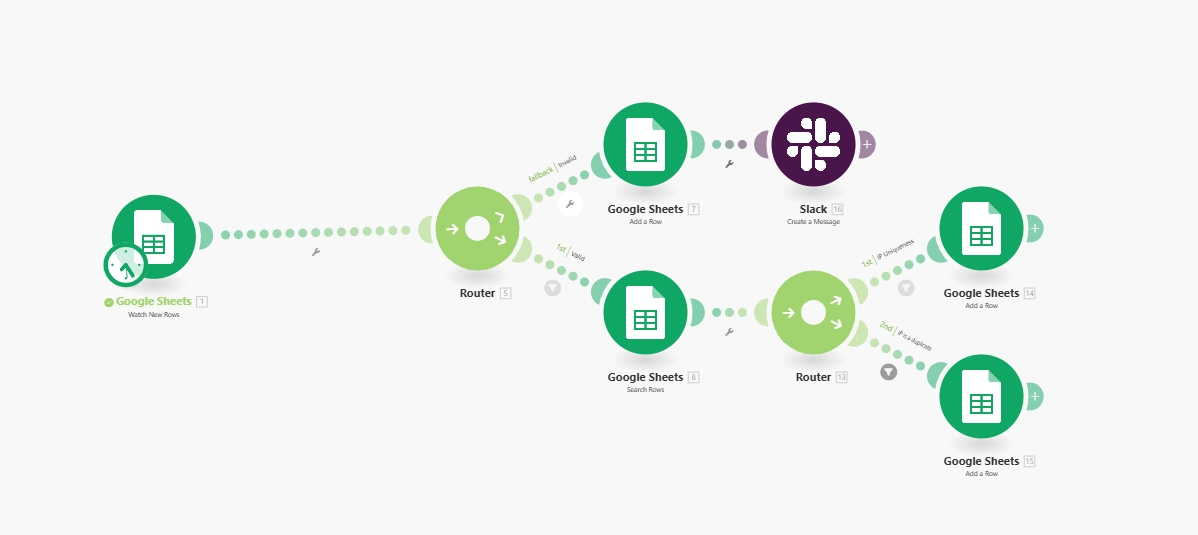 Google Sheets 1
Watch New Rows
Router 5
fallback | Invalid
Google Sheets 7
Add a Row
Slack 16
Create a Message
1st | Valid
Google Sheets 8
Search Rows
Router 13
1st | IP Uniqueness
Google Sheets 14
Add a Row
2nd | IP is a duplicate
Google Sheets 15
Add a Row